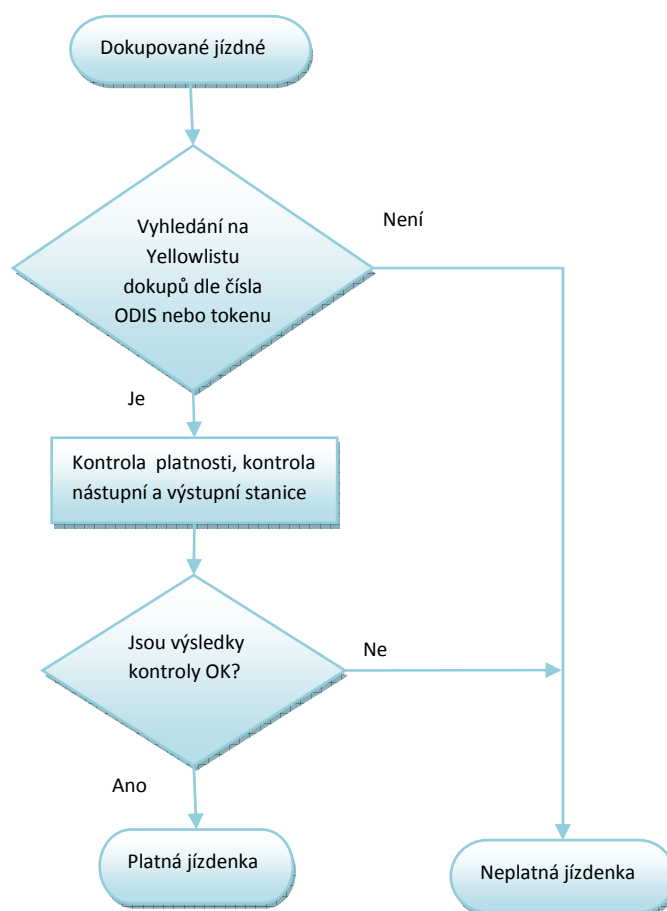 Dokupované jízdné
Vyhledání na
Yellowlistu
dokupů dle čísla
ODIS nebo tokenu
Není
Je
Kontrola platnosti, kontrola
nástupní a výstupní stanice
Jsou výsledky
kontroly OK?
Ne
Ano
Platná jízdenka
Neplatná jízdenka